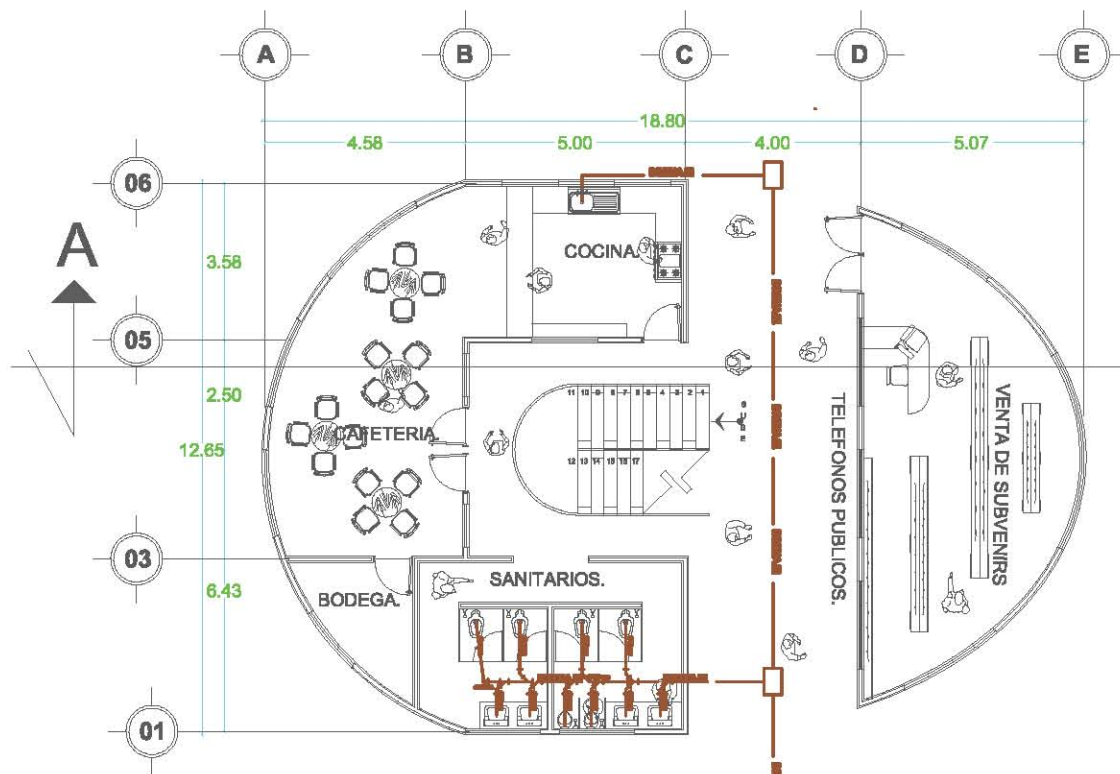 A
B
C
D
E
18.80
4.58
5.00
4.00
5.07
06
A
3.58
COCINA.
05
2.50
12.65
CAFETERIA.
11 10 9 8 7 6 5 4 3 2 1
SUBE
12 13 14 15 16 17
TELEFONOS PUBLICOS.
VENTA DE SUBVENIRS
03
6.43
SANITARIOS.
BODEGA.
01